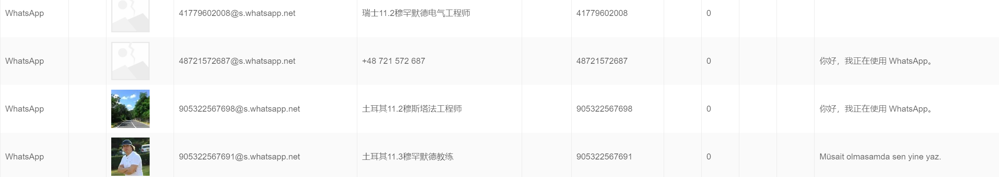 WhatsApp 41779602008@s.whatsapp.net 瑞士11.2穆罕默德电气工程师 41779602008 0
WhatsApp 48721572687@s.whatsapp.net +48 721 572 687 48721572687 0 你好，我正在使用 WhatsApp。
WhatsApp 905322567698@s.whatsapp.net 土耳其11.2穆斯塔法工程师 905322567698 0 你好，我正在使用 WhatsApp。
WhatsApp 905322567691@s.whatsapp.net 土耳其11.3穆罕默德教练 905322567691 0 Müsait olmasamda sen yine yaz.